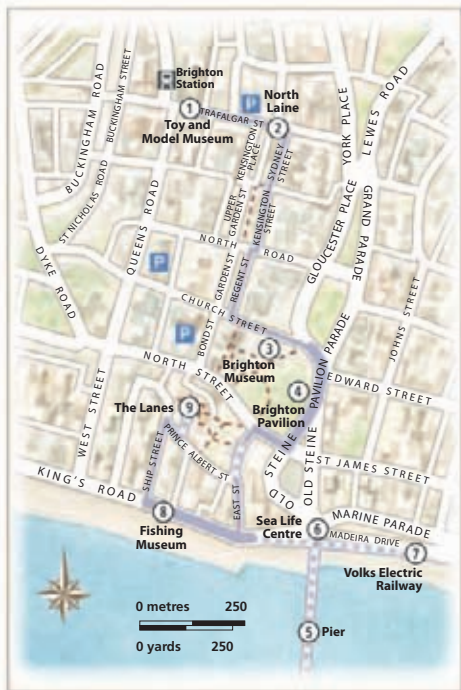 Brighton
Station
North
Laine
1
TRAFALGAR ST
2
Toy and
Model Museum
BUCKINGHAM ROAD
BUCKINGHAM STREET
ST NICHOLAS ROAD
KENSINGTON
PLACE
SYDNEY
STREET
YORK PLACE
LEWES ROAD
UPPER
GARDEN ST
KENSINGTON
STREET
QUEENS ROAD
NORTH ROAD
GLOUCESTER PLACE
GRAND PARADE
DYKE ROAD
P
P
P
GARDEN ST
REGENT ST
CHURCH STREET
BOND ST
JOHNS STREET
3
Brighton
Museum
NORTH STREET
PAVILION PARADE
EDWARD STREET
4
Brighton
Pavilion
WEST STREET
The Lanes
9
PRINCE ALBERT ST
SHIP STREET
EAST ST
OLD STEINE
OLD STEINE
ST JAMES STREET
KING'S ROAD
8
Fishing
Museum
Sea Life
Centre
6
MARINE PARADE
MADEIRA DRIVE
7
Volks Electric
Railway
0 metres 250
0 yards 250
5
Pier